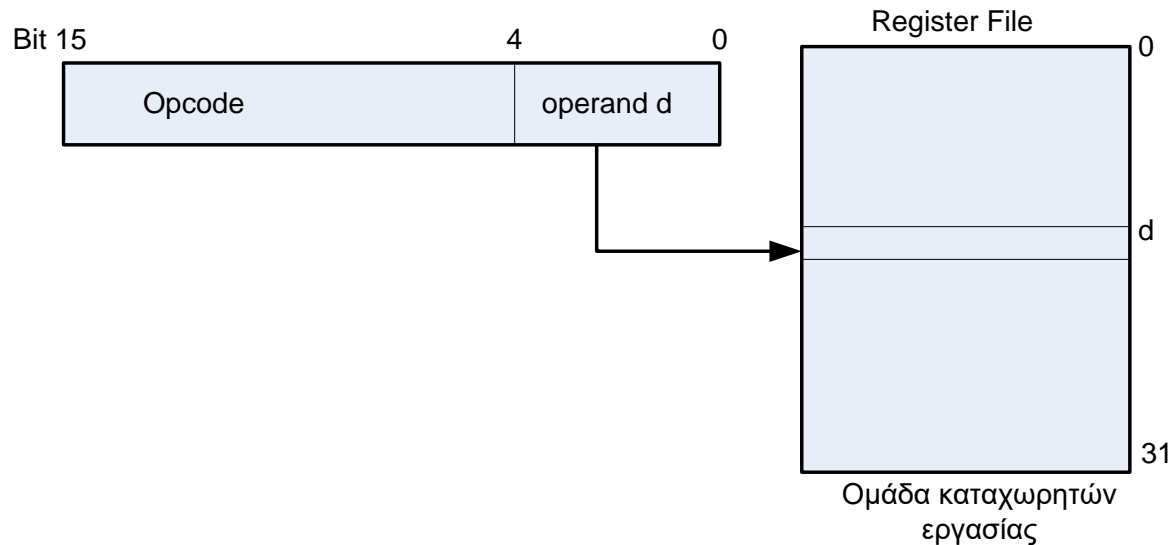 Register File
Bit 15
4
0
0
Opcode
operand d
d
31
Ομάδα καταχωρητών
εργασίας